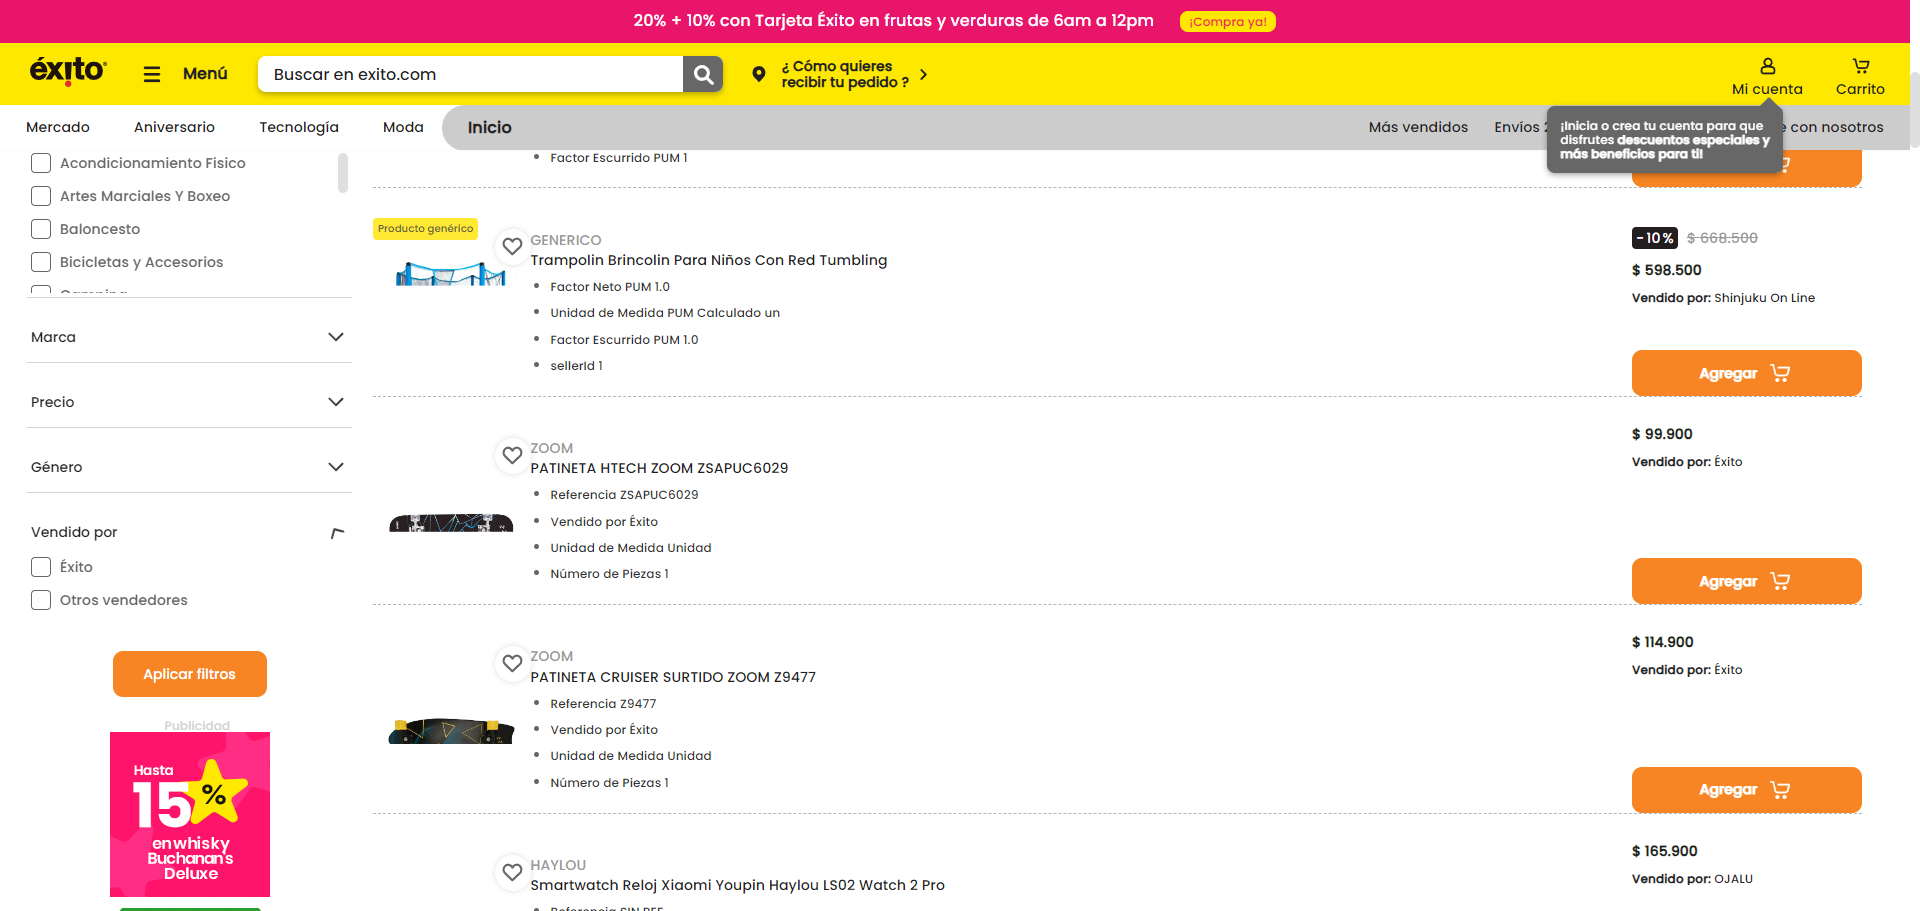 20% + 10% con Tarjeta Éxito en frutas y verduras de 6am a 12pm
¡Compra ya!
éxito
Menú
Buscar en exito.com
¿ Cómo quieres
recibir tu pedido ?
Mi cuenta
Carrito
Mercado
Aniversario
Tecnología
Moda
Inicio
Más vendidos
Envíos
con nosotros
¡Inicia o crea tu cuenta para que
disfrutes descuentos especiales y
más beneficios para ti!
Acondicionamiento Fisico
Artes Marciales Y Boxeo
Baloncesto
Bicicletas y Accesorios
Marca
Precio
Género
Vendido por
Éxito
Otros vendedores
Aplicar filtros
Publicidad
Hasta
15%
en whisky
Buchanan's
Deluxe
Factor Escurrido PUM 1
Producto genérico
GENERICO
Trampolin Brincolin Para Niños Con Red Tumbling
Factor Neto PUM 1.0
Unidad de Medida PUM Calculado un
Factor Escurrido PUM 1.0
sellerId 1
-10%
$ 668.500
$ 598.500
Vendido por: Shinjuku On Line
Agregar
ZOOM
PATINETA HTECH ZOOM ZSAPUC6029
Referencia ZSAPUC6029
Vendido por Éxito
Unidad de Medida Unidad
Número de Piezas 1
$ 99.900
Vendido por: Éxito
Agregar
ZOOM
PATINETA CRUISER SURTIDO ZOOM Z9477
Referencia Z9477
Vendido por Éxito
Unidad de Medida Unidad
Número de Piezas 1
$ 114.900
Vendido por: Éxito
Agregar
HAYLOU
Smartwatch Reloj Xiaomi Youpin Haylou LS02 Watch 2 Pro
$ 165.900
Vendido por: OJALU